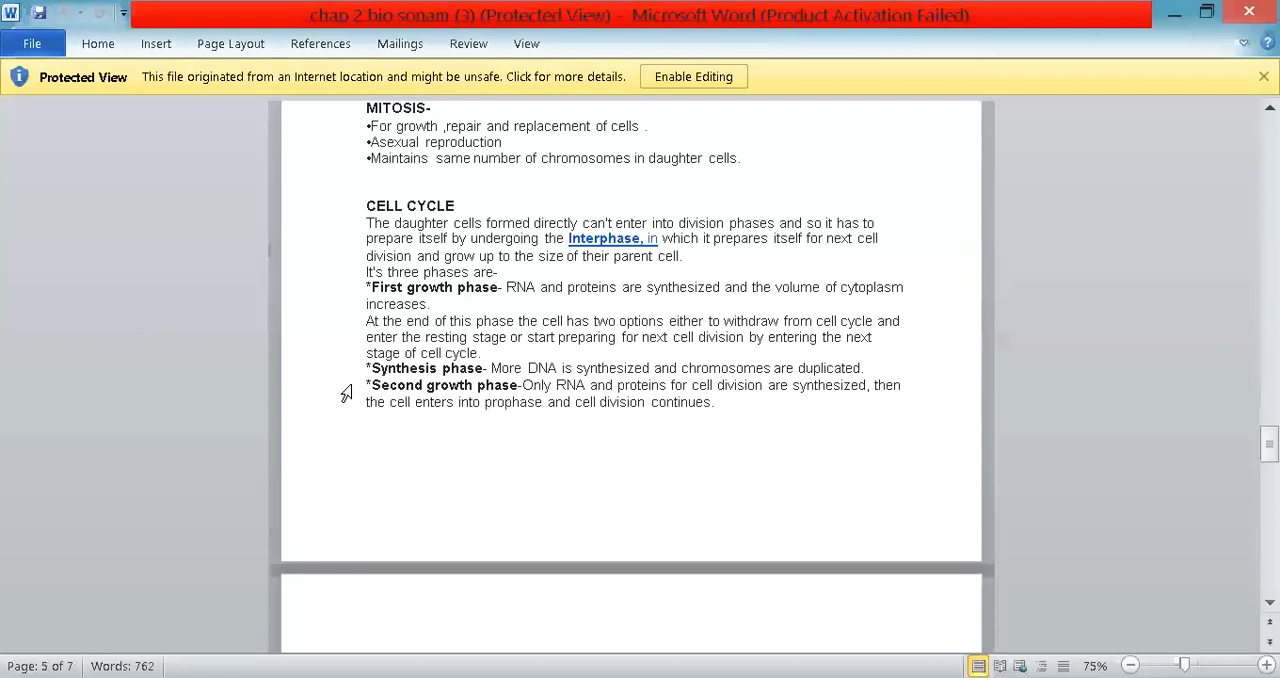 chap 2 bio sonam (3) (Protected View) - Microsoft Word (Product Activation Failed)
File Home Insert Page Layout References Mailings Review View
Protected View This file originated from an Internet location and might be unsafe. Click for more details. Enable Editing
MITOSIS-
•For growth ,repair and replacement of cells .
•Asexual reproduction
•Maintains same number of chromosomes in daughter cells.
CELL CYCLE
The daughter cells formed directly can't enter into division phases and so it has to
prepare itself by undergoing the Interphase, in which it prepares itself for next cell
division and grow up to the size of their parent cell.
It's three phases are-
*First growth phase- RNA and proteins are synthesized and the volume of cytoplasm
increases.
At the end of this phase the cell has two options either to withdraw from cell cycle and
enter the resting stage or start preparing for next cell division by entering the next
stage of cell cycle.
*Synthesis phase- More DNA is synthesized and chromosomes are duplicated.
*Second growth phase-Only RNA and proteins for cell division are synthesized, then
the cell enters into prophase and cell division continues.
Page: 5 of 7 Words: 762 75%